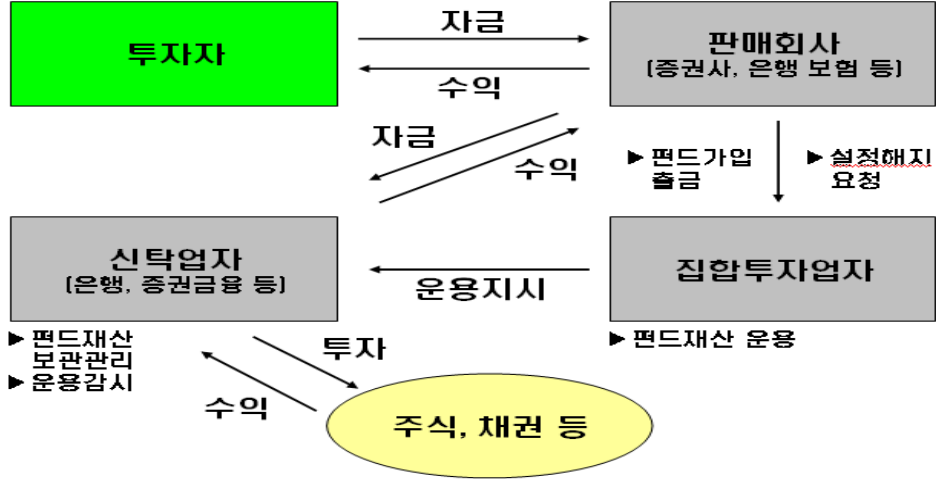 투자자
자금
수익
판매회사
(증권사, 은행 보험 등)
자금
수익
▶ 펀드가입
출금
▶ 설정해지
요청
신탁업자
(은행, 증권금융 등)
운용지시
집합투자업자
▶ 펀드재산
보관관리
▶ 운용감시
▶ 펀드재산 운용
투자
수익
주식, 채권 등